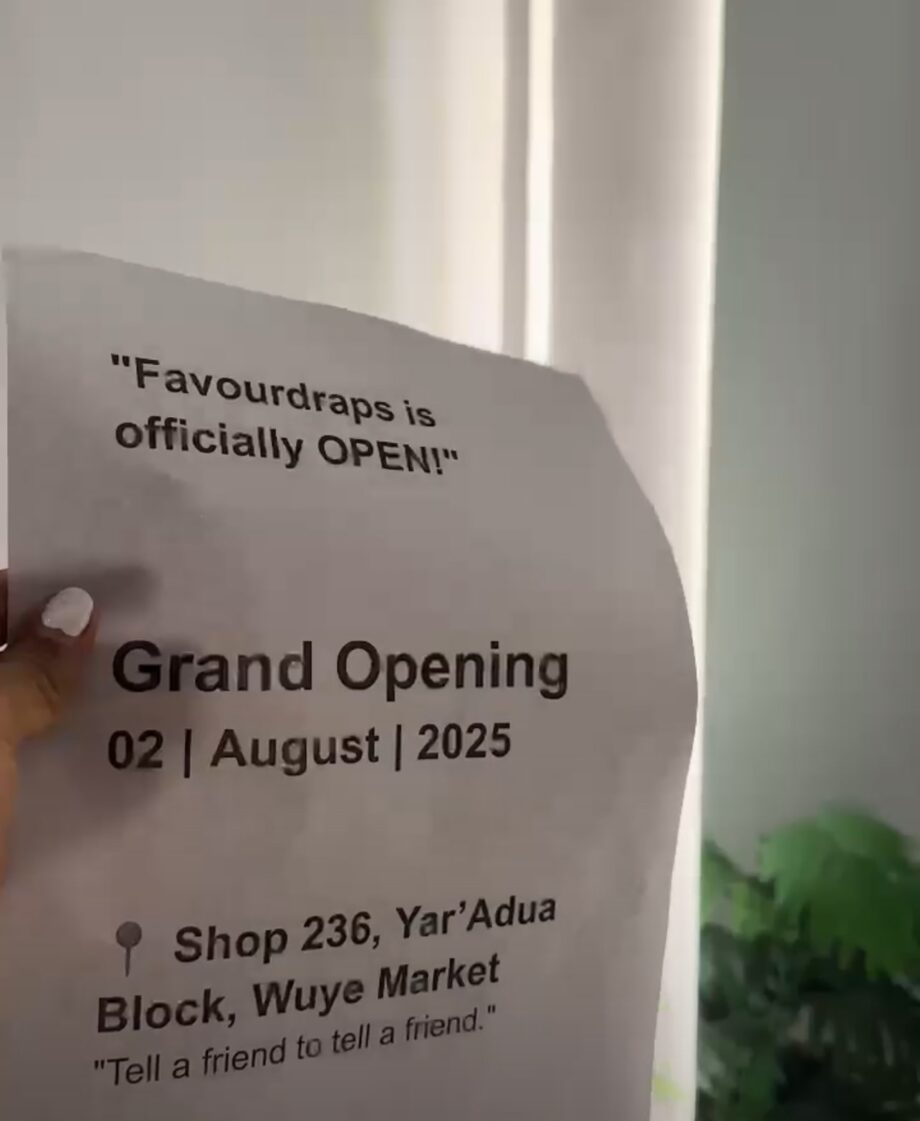 "Favourdraps is
officially OPEN!"
Grand Opening
02 | August | 2025
📍 Shop 236, Yar’Adua
Block, Wuye Market
"Tell a friend to tell a friend."